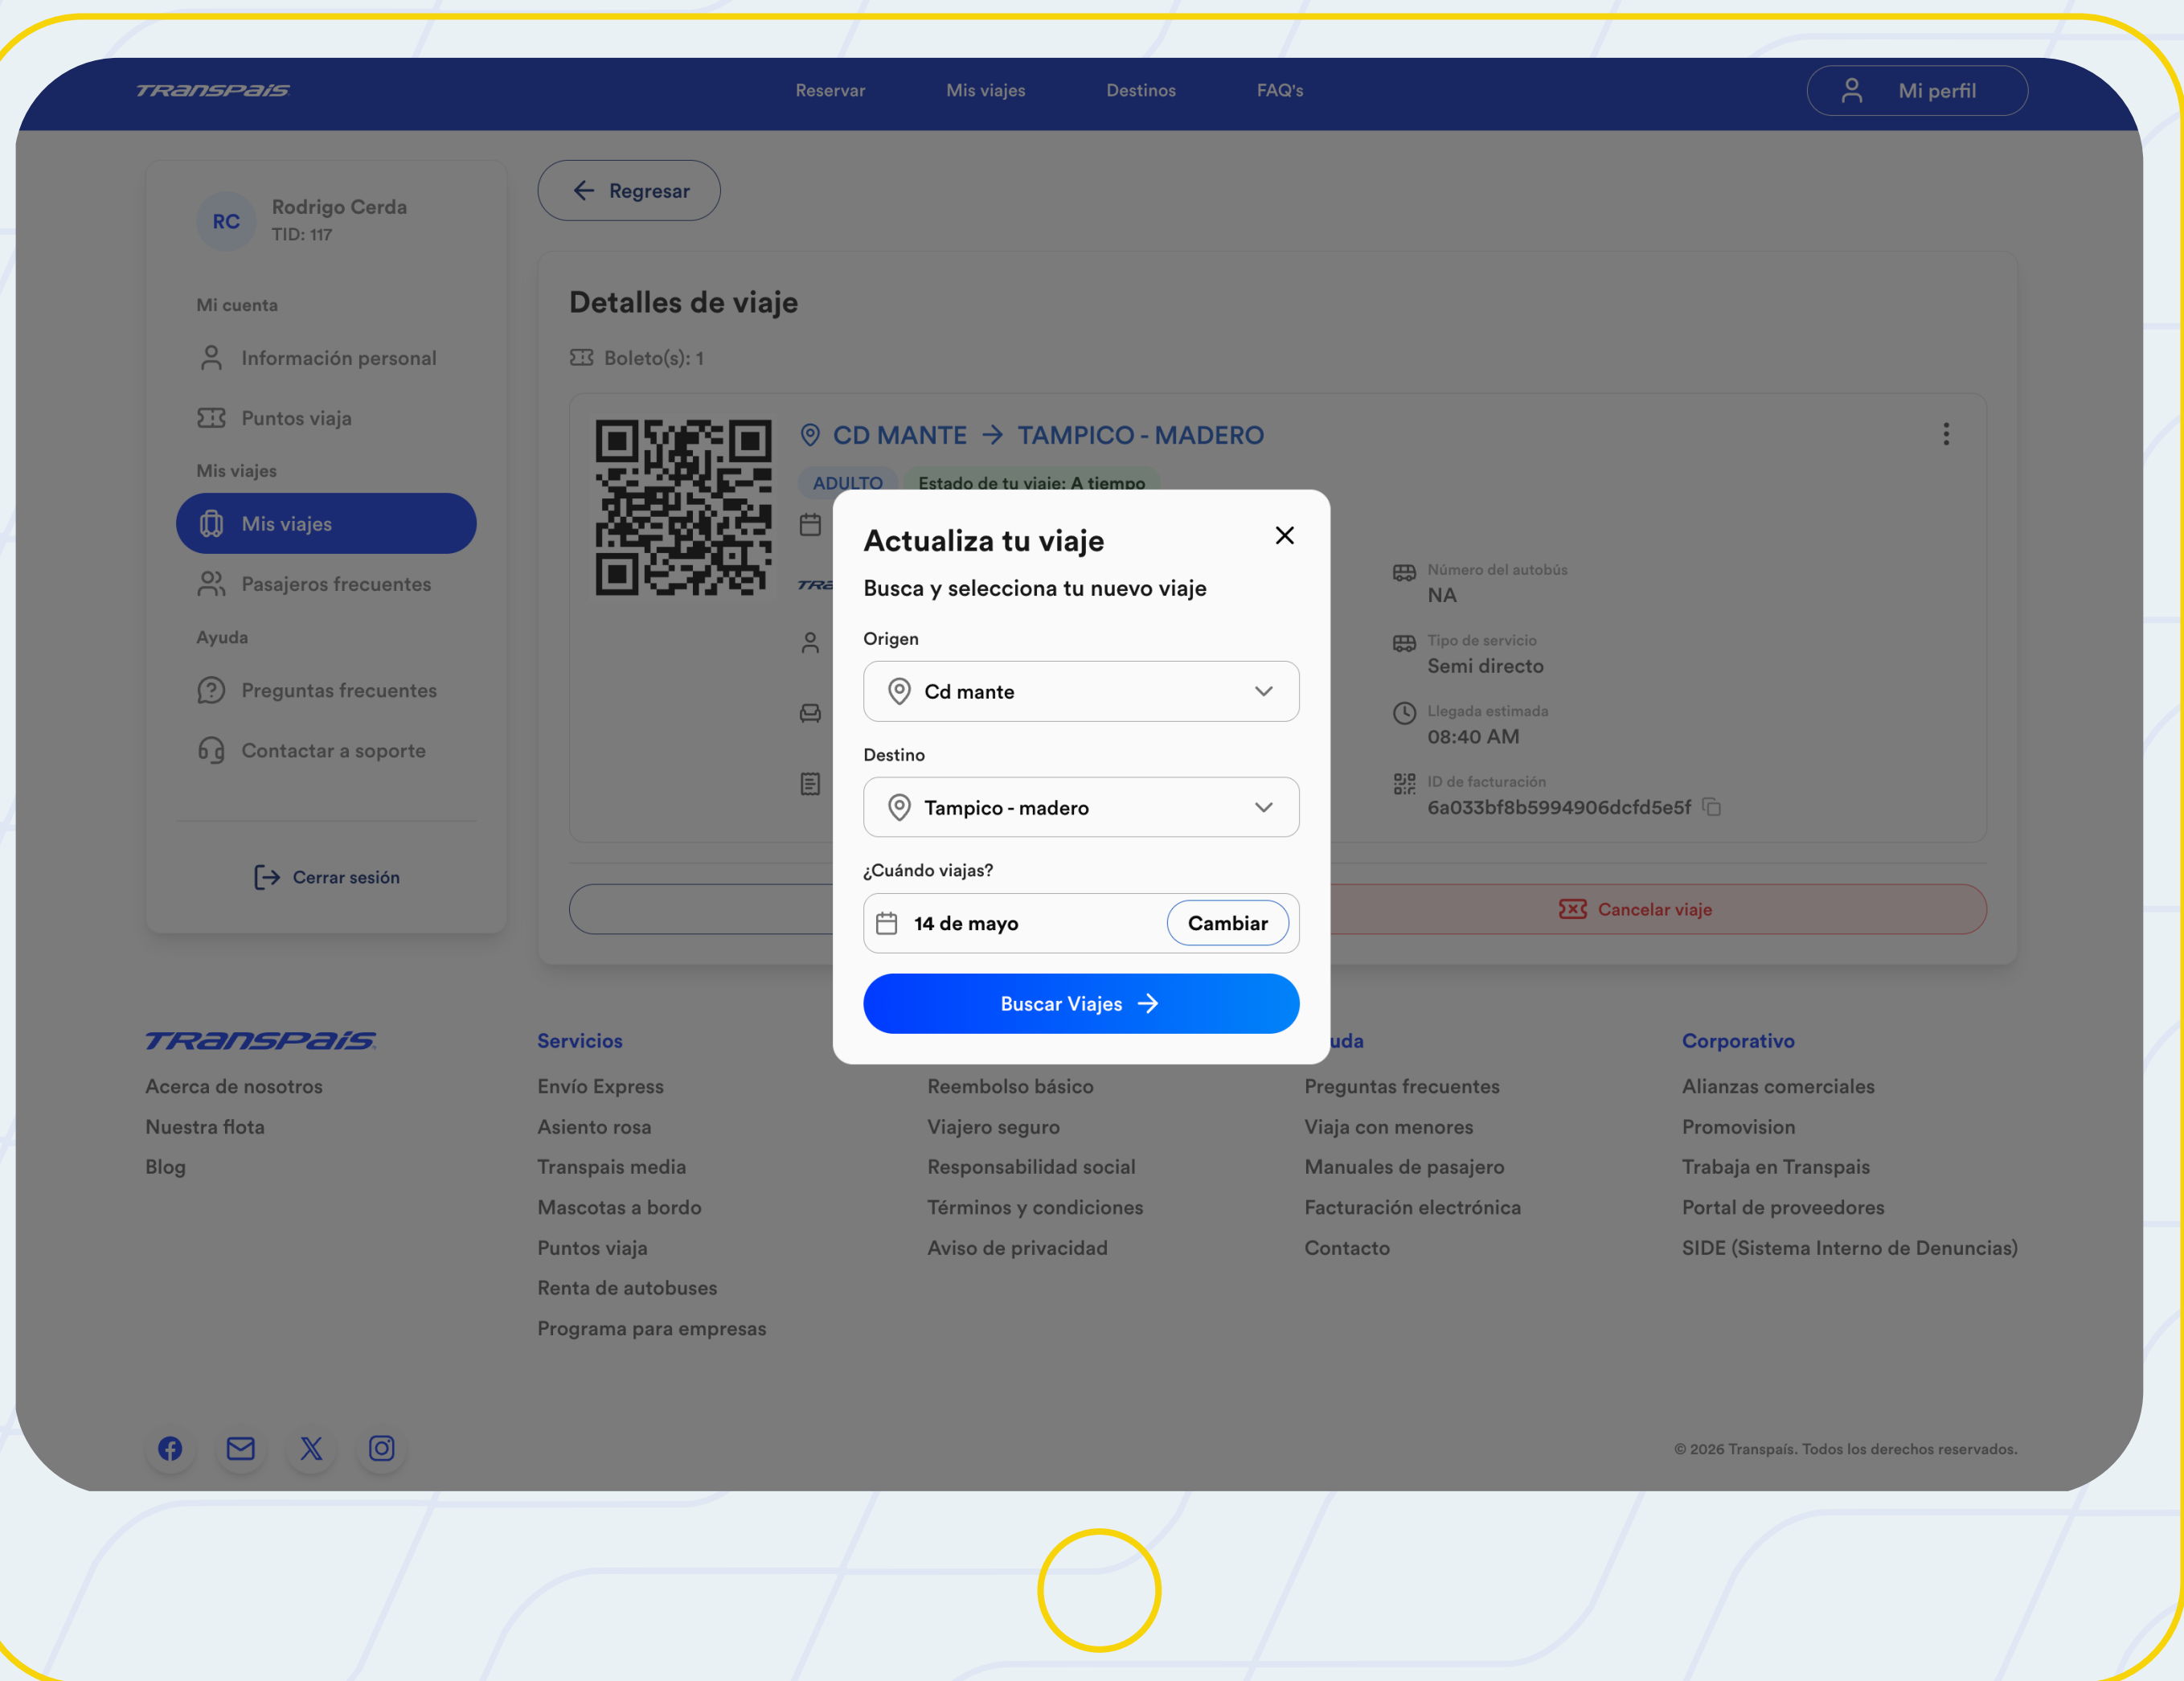 TRANSPAIS
Reservar
Mis viajes
Destinos
FAQ's
Mi perfil
RC
Rodrigo Cerda
TID: 117
Mi cuenta
Información personal
Puntos viaja
Mis viajes
Mis viajes
Pasajeros frecuentes
Ayuda
Preguntas frecuentes
Contactar a soporte
Cerrar sesión
Regresar
Detalles de viaje
Boleto(s): 1
CD MANTE → TAMPICO - MADERO
ADULTO
Estado de tu viaje: A tiempo
Número del autobús
NA
Tipo de servicio
Semi directo
Llegada estimada
08:40 AM
ID de facturación
6a033bf8b5994906dcfd5e5f
Cancelar viaje
Actualiza tu viaje
Busca y selecciona tu nuevo viaje
Origen
Cd mante
Destino
Tampico - madero
¿Cuándo viajas?
14 de mayo
Cambiar
Buscar Viajes →
TRANSPAIS
Acerca de nosotros
Nuestra flota
Blog
Servicios
Envío Express
Asiento rosa
Transpais media
Mascotas a bordo
Puntos viaja
Renta de autobuses
Programa para empresas
Reembolso básico
Viajero seguro
Responsabilidad social
Términos y condiciones
Aviso de privacidad
uda
Preguntas frecuentes
Viaja con menores
Manuales de pasajero
Facturación electrónica
Contacto
Corporativo
Alianzas comerciales
Promovision
Trabaja en Transpais
Portal de proveedores
SIDE (Sistema Interno de Denuncias)
© 2026 Transpaís. Todos los derechos reservados.